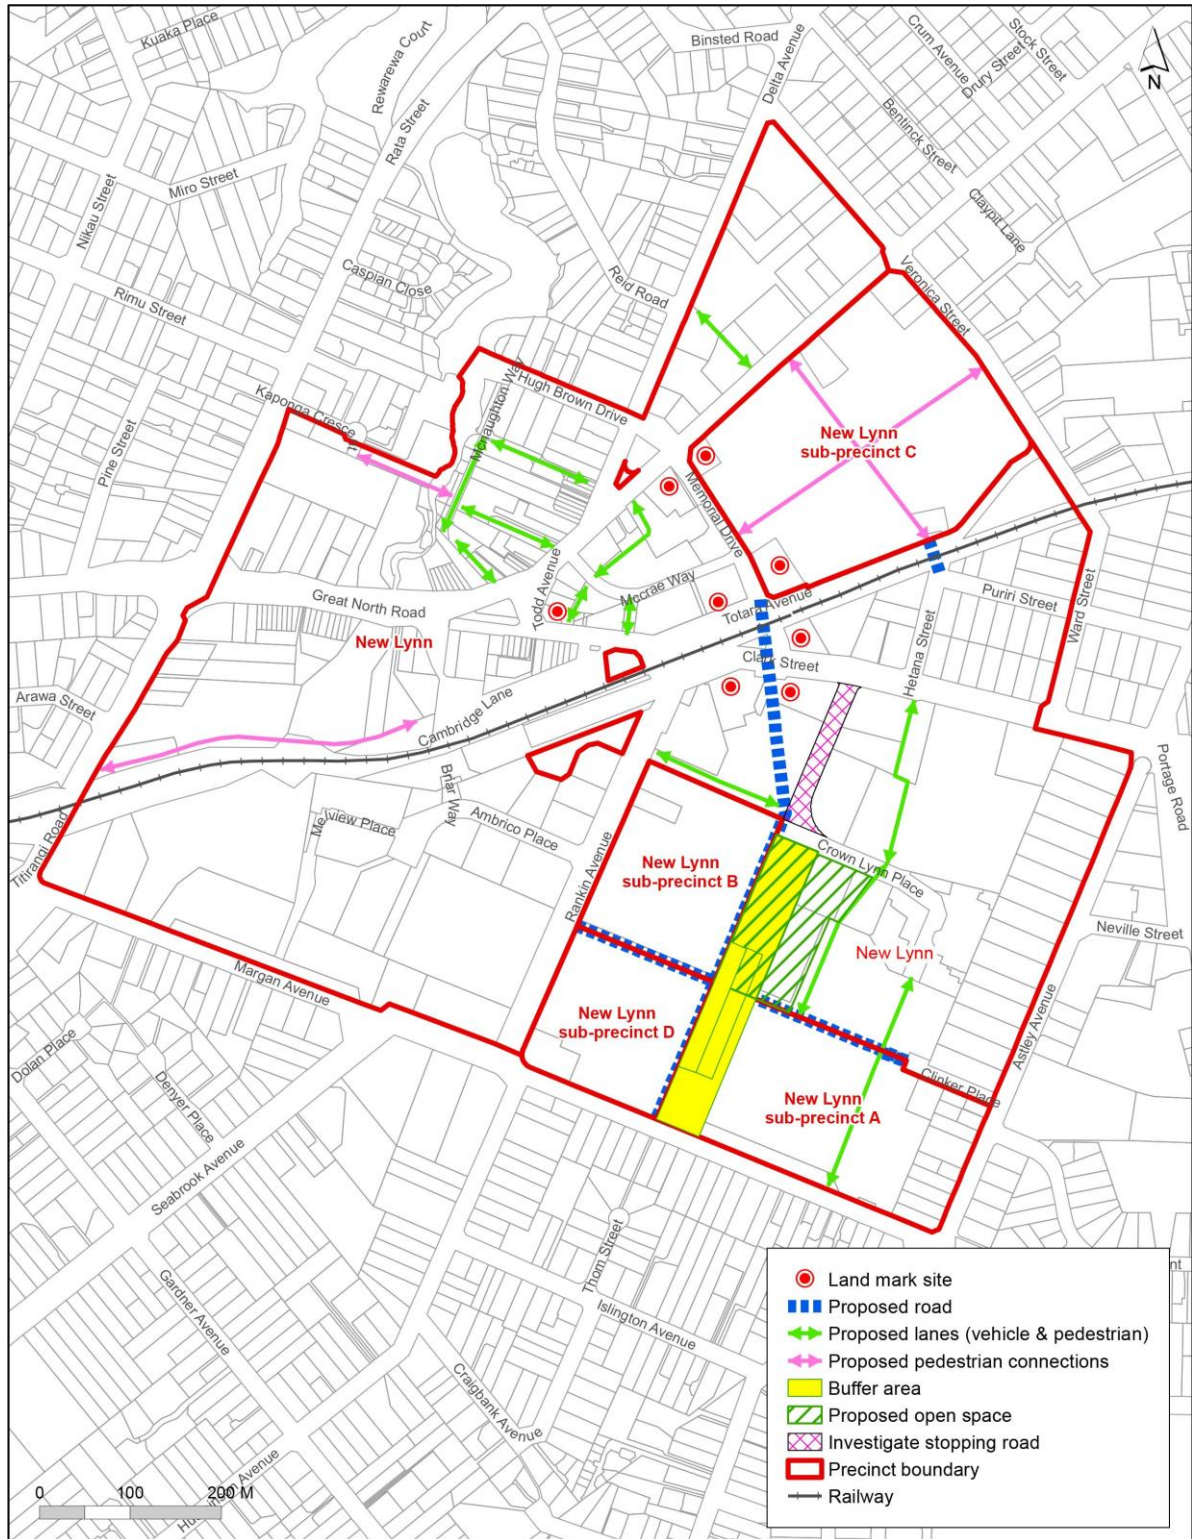 Kuaka Place
Rewarewa Court
Rata Street
Binsted Road
Delta Avenue
Crum Avenue
Drury Street
Stock Street
Bentinck Street
Claypit Lane
N
Miro Street
Nikau Street
Caspian Close
Reid Road
Veronica Street
Rimu Street
Kaponga Crescent
Pine Street
Mcnaughton Way
Hugh Brown Drive
New Lynn
sub-precinct C
Memorial Drive
Great North Road
Todd Avenue
Mccrae Way
Totara Avenue
Puriri Street
Ward Street
New Lynn
Clark Street
Hetana Street
Arawa Street
Cambridge Lane
Portage Road
Titirangi Road
Melview Place
Briar Way
Ambrico Place
Rankin Avenue
New Lynn
sub-precinct B
Crown Lynn Place
Neville Street
New Lynn
Margan Avenue
New Lynn
sub-precinct D
Astley Avenue
Clinker Place
New Lynn
sub-precinct A
Dolan Place
Denyer Place
Seabrook Avenue
Thom Street
Islington Avenue
Gardner Avenue
Craigbank Avenue
Land mark site
Proposed road
Proposed lanes (vehicle & pedestrian)
Proposed pedestrian connections
Buffer area
Proposed open space
Investigate stopping road
Precinct boundary
Railway
0 100 200 M
nt